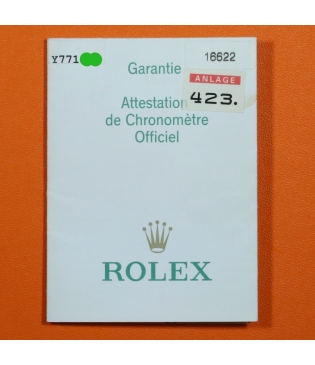 Y771
16622
Garantie
ANLAGE
423.
Attestation
de Chronomètre
Officiel
ROLEX